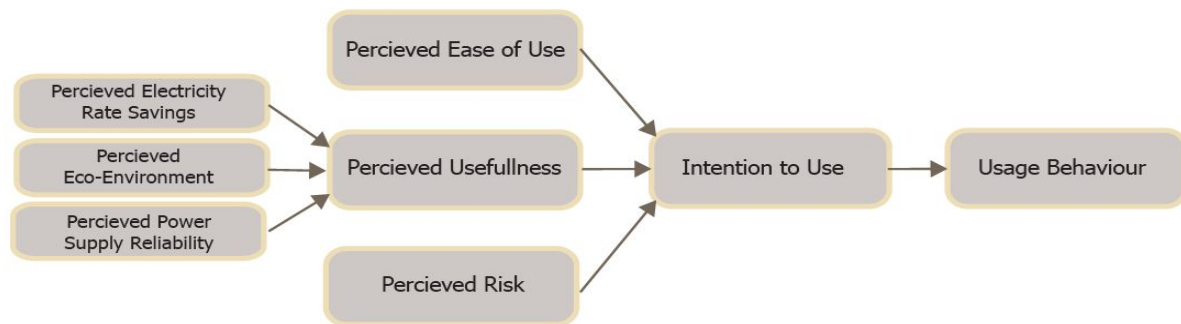 Percieved Electricity
Rate Savings
Percieved
Eco-Environment
Percieved Power
Supply Reliability
Percieved Ease of Use
Percieved Usefullness
Percieved Risk
Intention to Use
Usage Behaviour